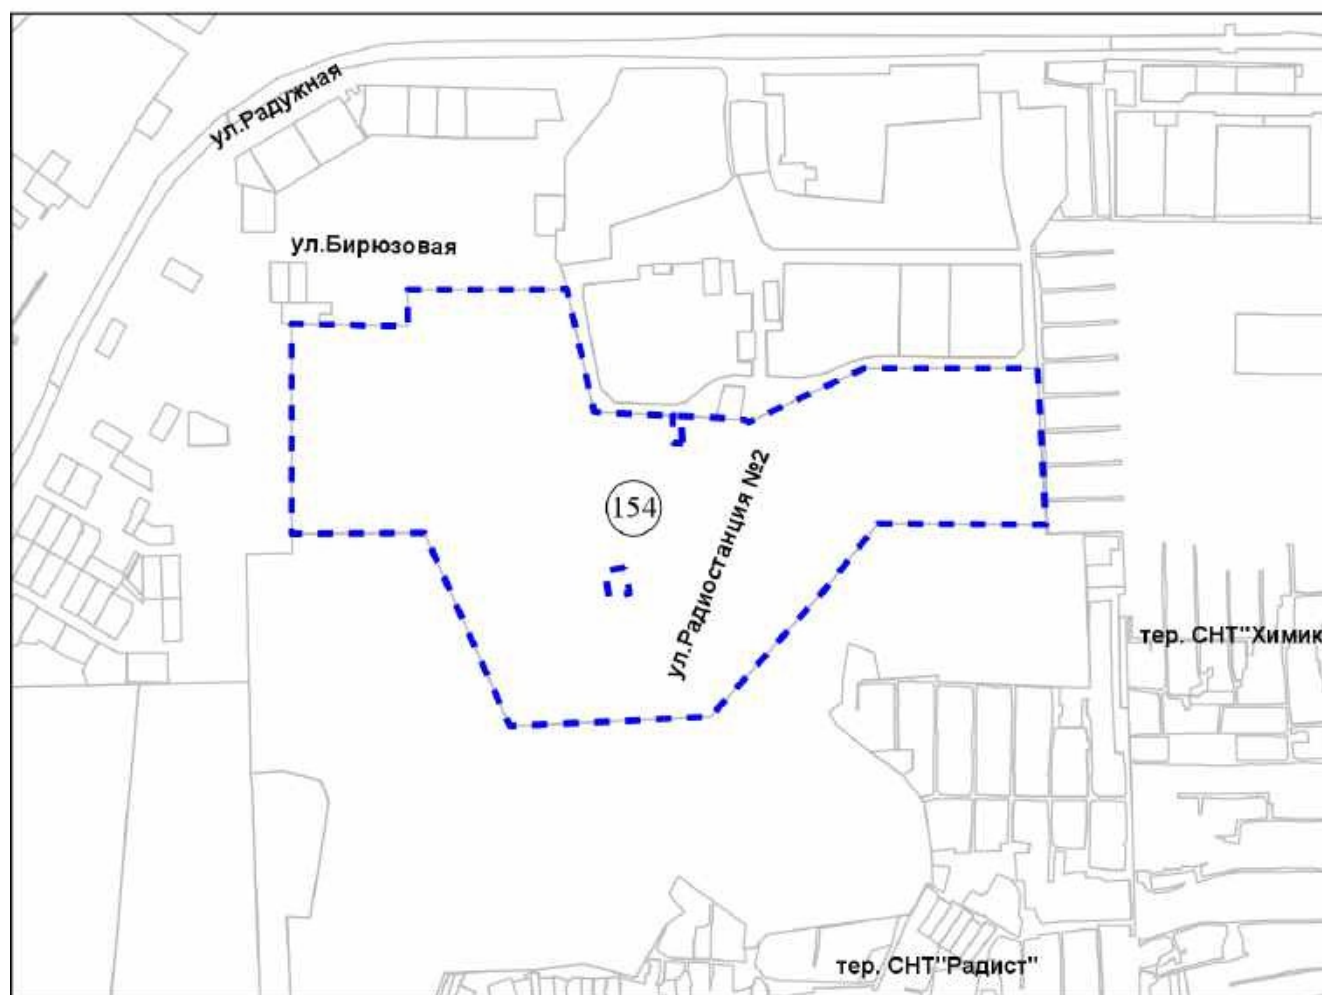 ул.Радужная
ул.Бирюзовая
ул.Радиостанция №2
154
тер. СНТ"Химик
тер. СНТ"Радист"